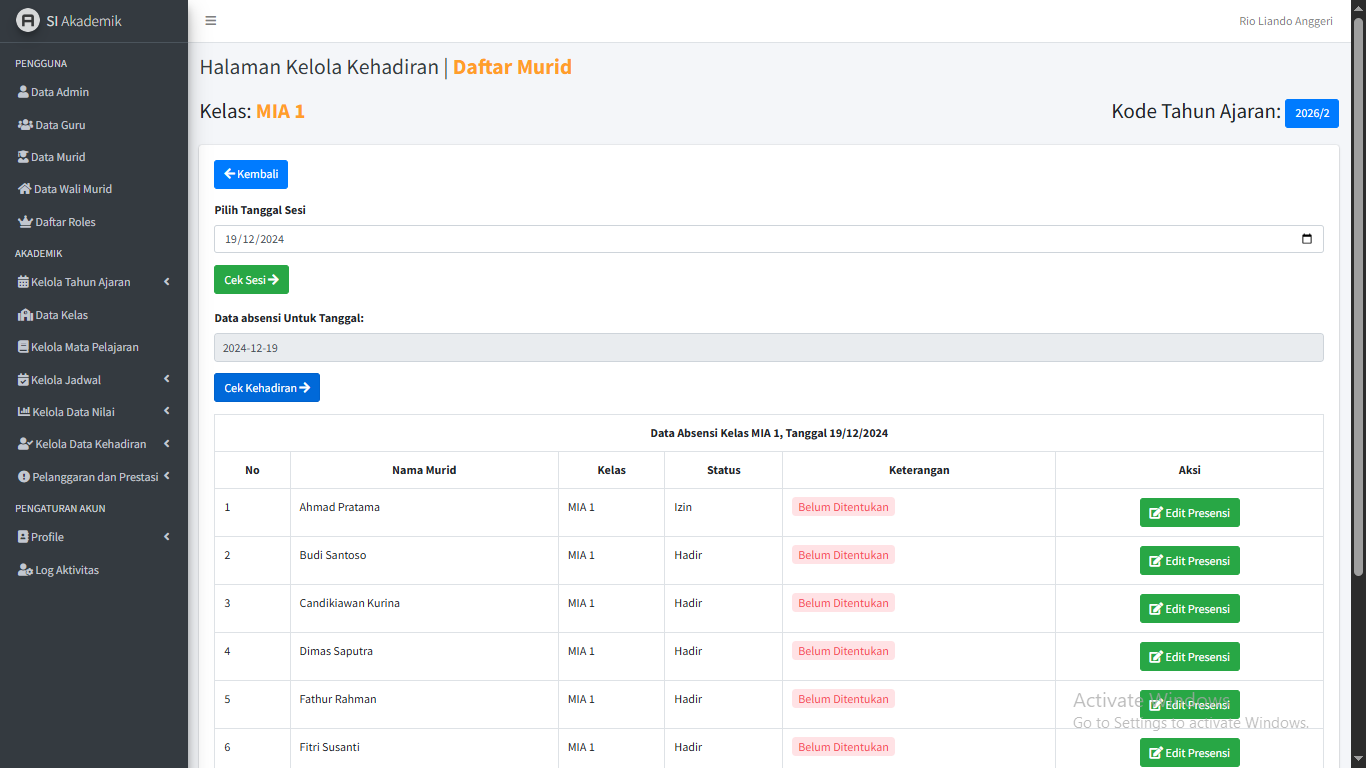 SI Akademik
Rio Liando Anggeri
PENGGUNA
Data Admin
Data Guru
Data Murid
Data Wali Murid
Daftar Roles
AKADEMIK
Kelola Tahun Ajaran
Data Kelas
Kelola Mata Pelajaran
Kelola Jadwal
Kelola Data Nilai
Kelola Data Kehadiran
Pelanggaran dan Prestasi
PENGATURAN AKUN
Profile
Log Aktivitas
Halaman Kelola Kehadiran | Daftar Murid
Kelas: MIA 1
Kode Tahun Ajaran: 2026/2
Kembali
Pilih Tanggal Sesi
19/12/2024
Cek Sesi
Data absensi Untuk Tanggal:
2024-12-19
Cek Kehadiran
Data Absensi Kelas MIA 1, Tanggal 19/12/2024
No Nama Murid Kelas Status Keterangan Aksi
1 Ahmad Pratama MIA 1 Izin Belum Ditentukan Edit Presensi
2 Budi Santoso MIA 1 Hadir Belum Ditentukan Edit Presensi
3 Candikiawan Kurina MIA 1 Hadir Belum Ditentukan Edit Presensi
4 Dimas Saputra MIA 1 Hadir Belum Ditentukan Edit Presensi
5 Fathur Rahman MIA 1 Hadir Belum Ditentukan Edit Presensi
6 Fitri Susanti MIA 1 Hadir Belum Ditentukan Edit Presensi
Activate Windows
Go to Settings to activate Windows.